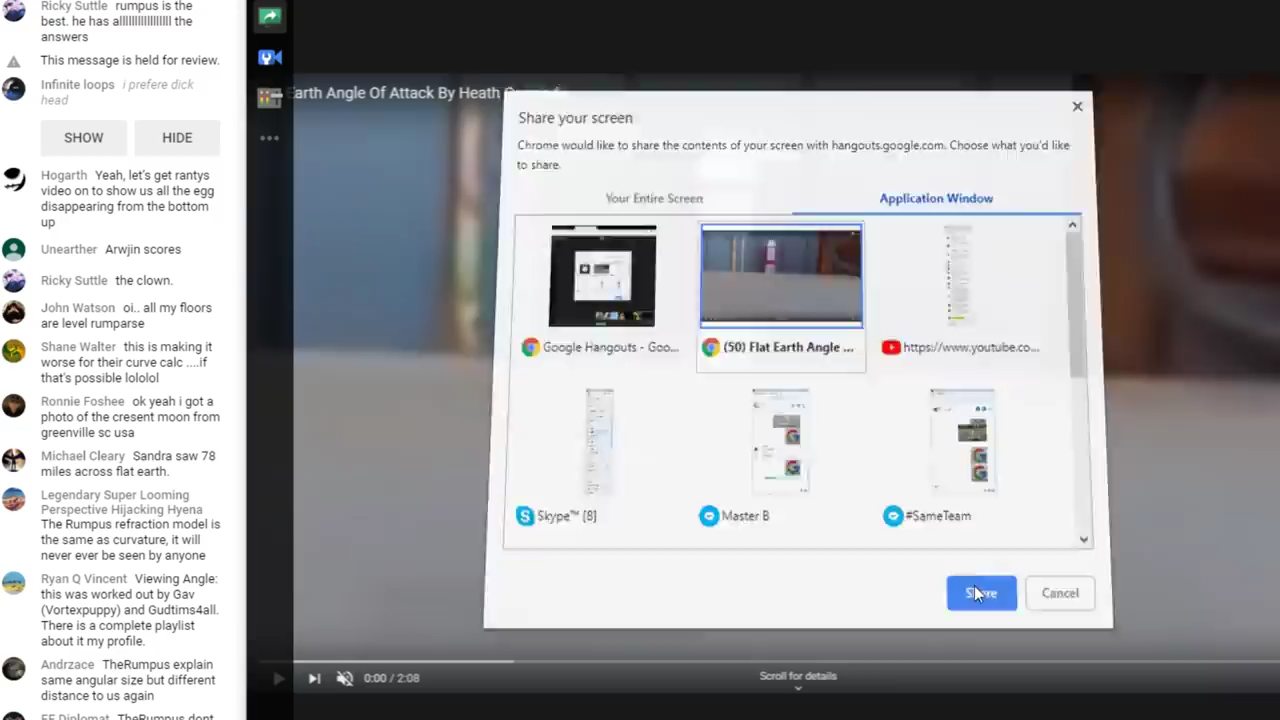 Ricky Suttle rumpus is the
best. he has allllllllllllllllll the
answers
This message is held for review.
Infinite loops i prefere dick
head
SHOW HIDE
Hogarth Yeah, let's get rantys
video on to show us all the egg
disappearing from the bottom
up
Unearther Arwjin scores
Ricky Suttle the clown.
John Watson oi.. all my floors
are level rumparse
Shane Walter this is making it
worse for their curve calc ....if
that's possible lololol
Ronnie Foshee ok yeah i got a
photo of the cresent moon from
greenville sc usa
Michael Cleary Sandra saw 78
miles across flat earth.
Legendary Super Looming
Perspective Hijacking Hyena
The Rumpus refraction model is
the same as curvature, it will
never ever be seen by anyone
Ryan Q Vincent Viewing Angle:
this was worked out by Gav
(Vortexpuppy) and Gudtims4all.
There is a complete playlist
about it my profile.
Andrzace TheRumpus explain
same angular size but different
distance to us again
FE Diplomat TheRumpus dont
Earth Angle Of Attack By Heath
Share your screen
Chrome would like to share the contents of your screen with hangouts.google.com. Choose what you'd like
to share.
Your Entire Screen Application Window
Google Hangouts - Goo... (50) Flat Earth Angle ... https://www.youtube.co...
Skype™ [8] Master B #SameTeam
Share Cancel
0:00 / 2:08
Scroll for details